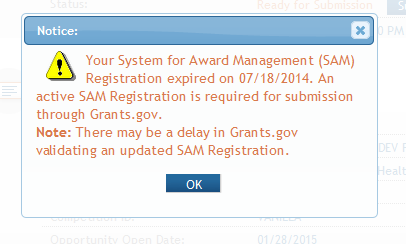 Status: Ready for Submission
Notice:
Your System for Award Management (SAM)
Registration expired on 07/18/2014. An
active SAM Registration is required for submission
through Grants.gov.
Note: There may be a delay in Grants.gov
validating an updated SAM Registration.
OK
Opportunity Open Date: 01/28/2015